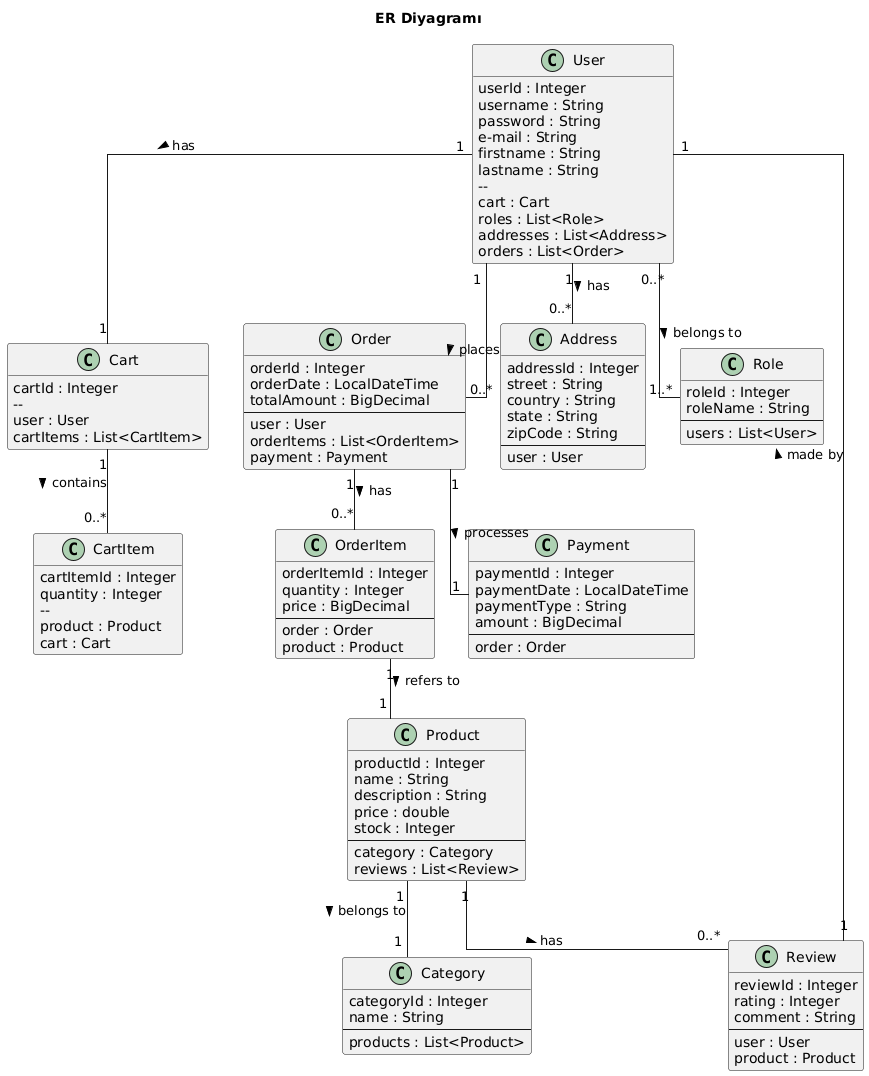 ER Diyagramı
C User
userId : Integer
username : String
password : String
e-mail : String
firstname : String
lastname : String
--
cart : Cart
roles : List<Role>
addresses : List<Address>
orders : List<Order>
has
1
1
1
1
0..*
has
0..*
belongs to
1
places
0..*
0..*
1..*
C Cart
cartId : Integer
--
user : User
cartItems : List<CartItem>
C Order
orderId : Integer
orderDate : LocalDateTime
totalAmount : BigDecimal
user : User
orderItems : List<OrderItem>
payment : Payment
C Address
addressId : Integer
street : String
country : String
state : String
zipCode : String
user : User
C Role
roleId : Integer
roleName : String
users : List<User>
made by
1
contains
0..*
1
has
0..*
1
processes
1
C CartItem
cartItemId : Integer
quantity : Integer
--
product : Product
cart : Cart
C OrderItem
orderItemId : Integer
quantity : Integer
price : BigDecimal
order : Order
product : Product
C Payment
paymentId : Integer
paymentDate : LocalDateTime
paymentType : String
amount : BigDecimal
order : Order
1
refers to
1
C Product
productId : Integer
name : String
description : String
price : double
stock : Integer
category : Category
reviews : List<Review>
1
belongs to
1
1
has
0..*
1
C Category
categoryId : Integer
name : String
products : List<Product>
C Review
reviewId : Integer
rating : Integer
comment : String
user : User
product : Product